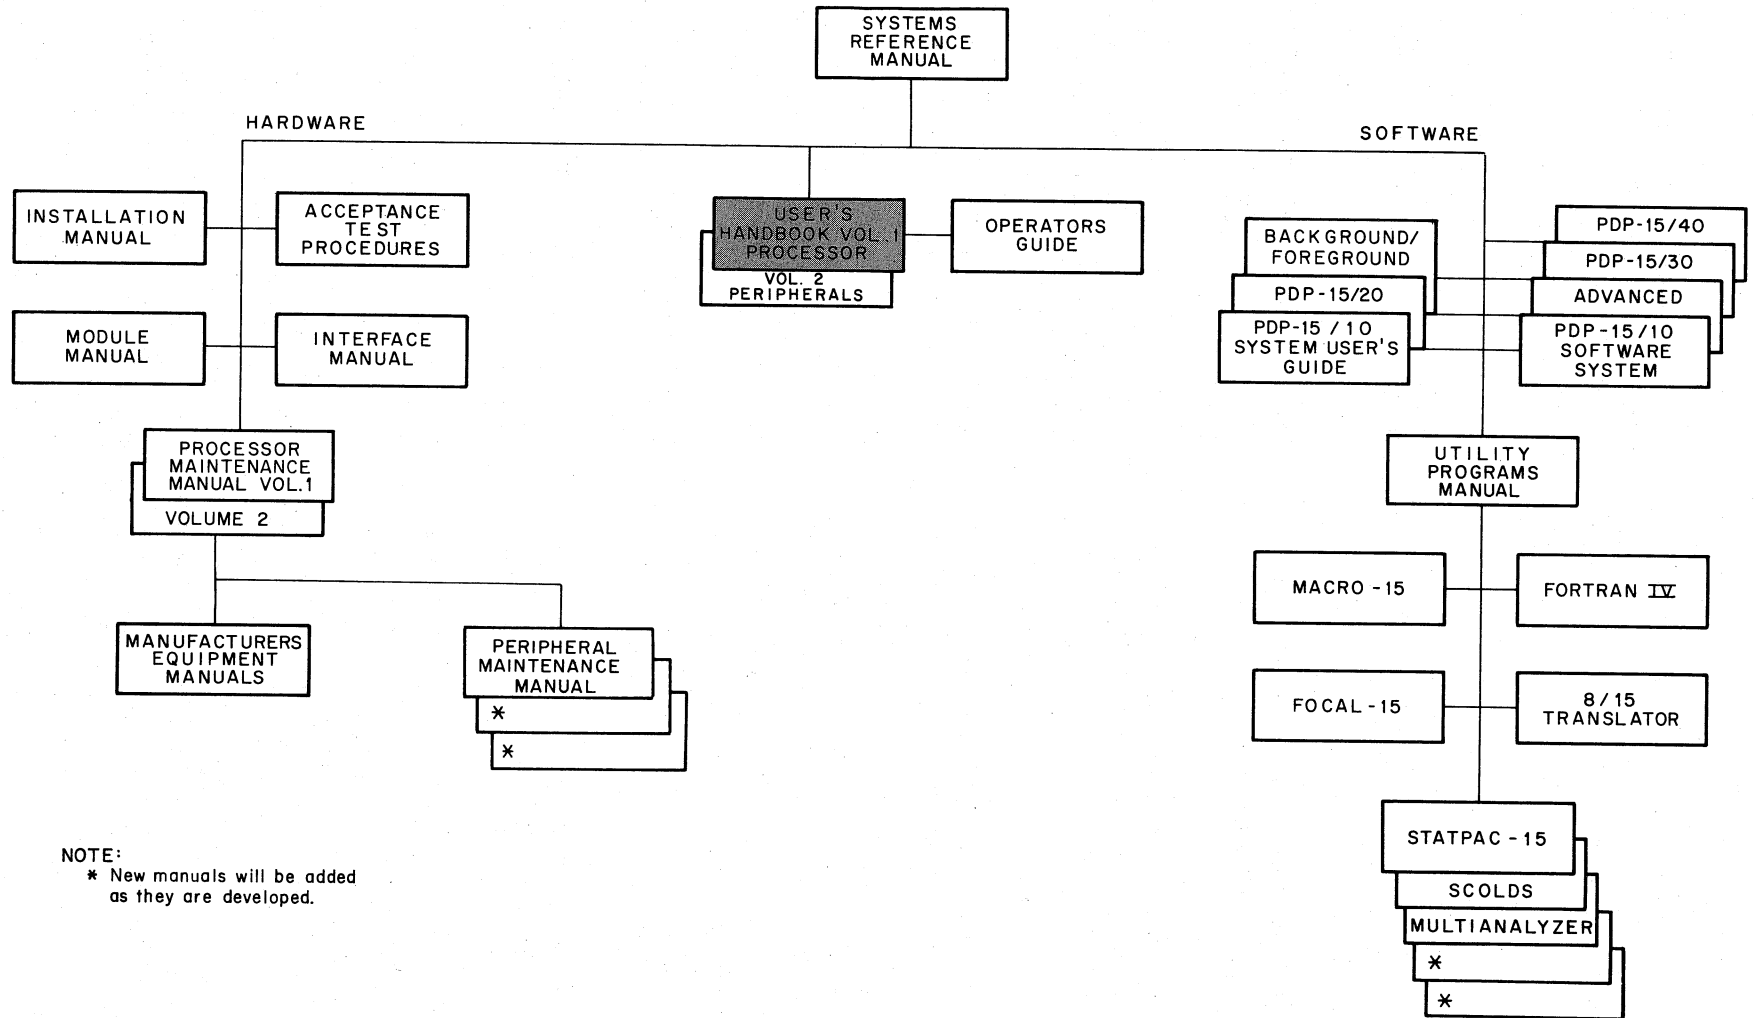 SYSTEMS
REFERENCE
MANUAL
HARDWARE
SOFTWARE
INSTALLATION
MANUAL
ACCEPTANCE
TEST
PROCEDURES
MODULE
MANUAL
INTERFACE
MANUAL
PROCESSOR
MAINTENANCE
MANUAL VOL.1
VOLUME 2
MANUFACTURERS
EQUIPMENT
MANUALS
PERIPHERAL
MAINTENANCE
MANUAL
*
*
USER'S
HANDBOOK VOL.1
PROCESSOR
VOL. 2
PERIPHERALS
OPERATORS
GUIDE
BACKGROUND/
FOREGROUND
PDP-15/20
PDP-15/10
SYSTEM USER'S
GUIDE
PDP-15/40
PDP-15/30
ADVANCED
PDP-15/10
SOFTWARE
SYSTEM
UTILITY
PROGRAMS
MANUAL
MACRO-15
FORTRAN IV
FOCAL-15
8/15
TRANSLATOR
STATPAC-15
SCOLDS
MULTIANALYZER
*
*
NOTE:
* New manuals will be added
as they are developed.